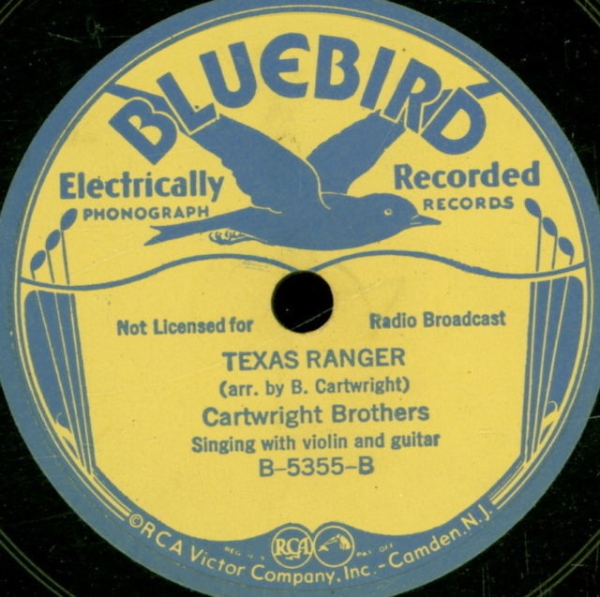 BLUEBIRD
Electrically Recorded
PHONOGRAPH RECORDS
Not Licensed for Radio Broadcast
TEXAS RANGER
(arr. by B. Cartwright)
Cartwright Brothers
Singing with violin and guitar
B-5355-B
RCA
©RCA Victor Company, Inc.-Camden.N.J.